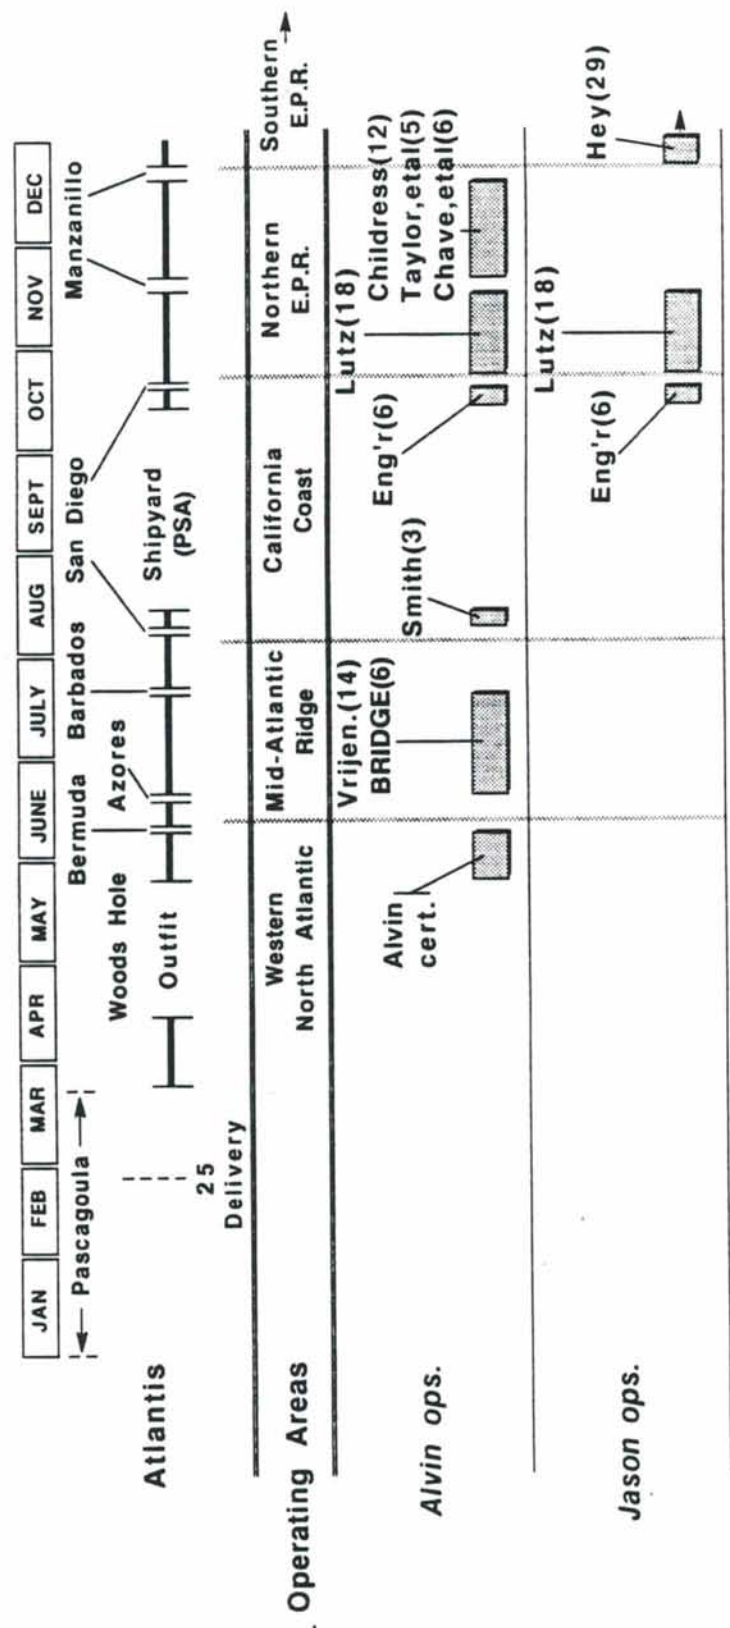 JAN FEB MAR APR MAY JUNE JULY AUG SEPT OCT NOV DEC
Pascagoula
Bermuda Barbados San Diego Manzanillo
Woods Hole Azores
Atlantis
Outfit
Shipyard
(PSA)
25
Delivery
Operating Areas
Western
North Atlantic
Mid-Atlantic
Ridge
California
Coast
Northern
E.P.R.
Southern
E.P.R.
Alvin ops.
Alvin
cert.
Vrijen.(14)
BRIDGE(6)
Smith(3)
Eng'r(6)
Lutz(18)
Childress(12)
Taylor,etal(5)
Chave,etal(6)
Jason ops.
Eng'r(6)
Lutz(18)
Hey(29)